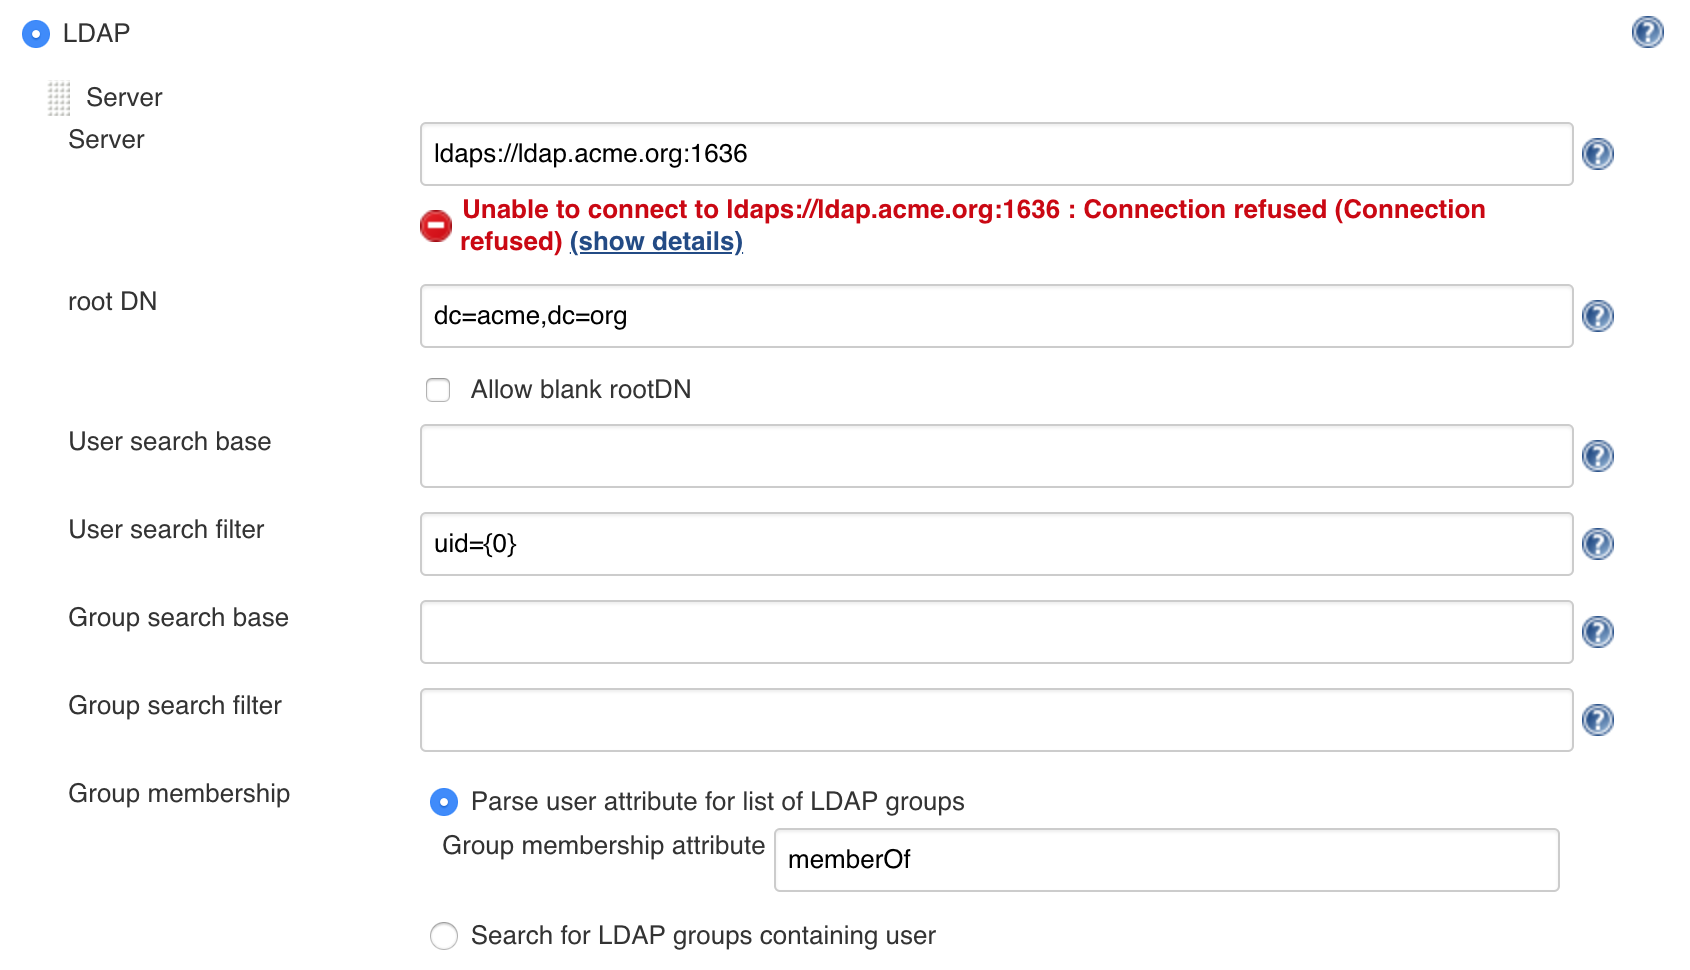 LDAP
Server
Server
ldaps://ldap.acme.org:1636
Unable to connect to ldaps://ldap.acme.org:1636 : Connection refused (Connection
refused) (show details)
root DN
dc=acme,dc=org
Allow blank rootDN
User search base
User search filter
uid={0}
Group search base
Group search filter
Group membership
Parse user attribute for list of LDAP groups
Group membership attribute
memberOf
Search for LDAP groups containing user